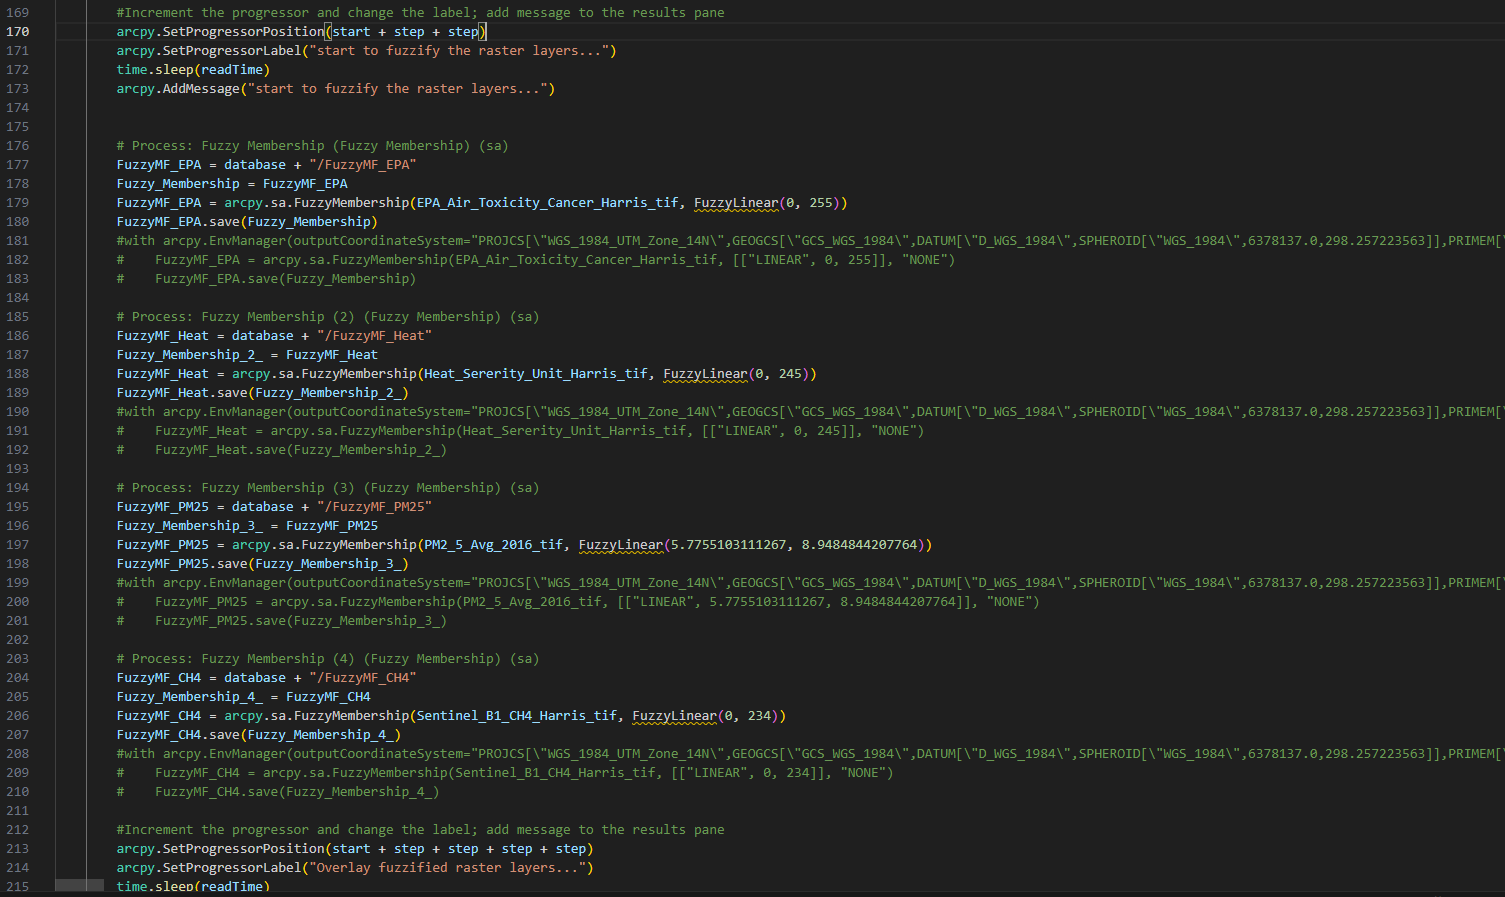 169 #Increment the progressor and change the label; add message to the results pane
170 arcpy.SetProgressorPosition(start + step + step)
171 arcpy.SetProgressorLabel("start to fuzzify the raster layers...")
172 time.sleep(readTime)
173 arcpy.AddMessage("start to fuzzify the raster layers...")
174
175
176 # Process: Fuzzy Membership (Fuzzy Membership) (sa)
177 FuzzyMF_EPA = database + "/FuzzyMF_EPA"
178 Fuzzy_Membership = FuzzyMF_EPA
179 FuzzyMF_EPA = arcpy.sa.FuzzyMembership(EPA_Air_Toxicity_Cancer_Harris_tif, FuzzyLinear(0, 255))
180 FuzzyMF_EPA.save(Fuzzy_Membership)
181 #with arcpy.EnvManager(outputCoordinateSystem="PROJCS[\"WGS_1984_UTM_Zone_14N\",GEOGCS[\"GCS_WGS_1984\",DATUM[\"D_WGS_1984\",SPHEROID[\"WGS_1984\",6378137.0,298.257223563]],PRIMEM[\
182 #    FuzzyMF_EPA = arcpy.sa.FuzzyMembership(EPA_Air_Toxicity_Cancer_Harris_tif, [["LINEAR", 0, 255]], "NONE")
183 #    FuzzyMF_EPA.save(Fuzzy_Membership)
184
185 # Process: Fuzzy Membership (2) (Fuzzy Membership) (sa)
186 FuzzyMF_Heat = database + "/FuzzyMF_Heat"
187 Fuzzy_Membership_2_ = FuzzyMF_Heat
188 FuzzyMF_Heat = arcpy.sa.FuzzyMembership(Heat_Sererity_Unit_Harris_tif, FuzzyLinear(0, 245))
189 FuzzyMF_Heat.save(Fuzzy_Membership_2_)
190 #with arcpy.EnvManager(outputCoordinateSystem="PROJCS[\"WGS_1984_UTM_Zone_14N\",GEOGCS[\"GCS_WGS_1984\",DATUM[\"D_WGS_1984\",SPHEROID[\"WGS_1984\",6378137.0,298.257223563]],PRIMEM[\
191 #    FuzzyMF_Heat = arcpy.sa.FuzzyMembership(Heat_Sererity_Unit_Harris_tif, [["LINEAR", 0, 245]], "NONE")
192 #    FuzzyMF_Heat.save(Fuzzy_Membership_2_)
193
194 # Process: Fuzzy Membership (3) (Fuzzy Membership) (sa)
195 FuzzyMF_PM25 = database + "/FuzzyMF_PM25"
196 Fuzzy_Membership_3_ = FuzzyMF_PM25
197 FuzzyMF_PM25 = arcpy.sa.FuzzyMembership(PM2_5_Avg_2016_tif, FuzzyLinear(5.7755103111267, 8.9484844207764))
198 FuzzyMF_PM25.save(Fuzzy_Membership_3_)
199 #with arcpy.EnvManager(outputCoordinateSystem="PROJCS[\"WGS_1984_UTM_Zone_14N\",GEOGCS[\"GCS_WGS_1984\",DATUM[\"D_WGS_1984\",SPHEROID[\"WGS_1984\",6378137.0,298.257223563]],PRIMEM[\
200 #    FuzzyMF_PM25 = arcpy.sa.FuzzyMembership(PM2_5_Avg_2016_tif, [["LINEAR", 5.7755103111267, 8.9484844207764]], "NONE")
201 #    FuzzyMF_PM25.save(Fuzzy_Membership_3_)
202
203 # Process: Fuzzy Membership (4) (Fuzzy Membership) (sa)
204 FuzzyMF_CH4 = database + "/FuzzyMF_CH4"
205 Fuzzy_Membership_4_ = FuzzyMF_CH4
206 FuzzyMF_CH4 = arcpy.sa.FuzzyMembership(Sentinel_B1_CH4_Harris_tif, FuzzyLinear(0, 234))
207 FuzzyMF_CH4.save(Fuzzy_Membership_4_)
208 #with arcpy.EnvManager(outputCoordinateSystem="PROJCS[\"WGS_1984_UTM_Zone_14N\",GEOGCS[\"GCS_WGS_1984\",DATUM[\"D_WGS_1984\",SPHEROID[\"WGS_1984\",6378137.0,298.257223563]],PRIMEM[\
209 #    FuzzyMF_CH4 = arcpy.sa.FuzzyMembership(Sentinel_B1_CH4_Harris_tif, [["LINEAR", 0, 234]], "NONE")
210 #    FuzzyMF_CH4.save(Fuzzy_Membership_4_)
211
212 #Increment the progressor and change the label; add message to the results pane
213 arcpy.SetProgressorPosition(start + step + step + step + step)
214 arcpy.SetProgressorLabel("Overlay fuzzified raster layers...")
215 time.sleep(readTime)